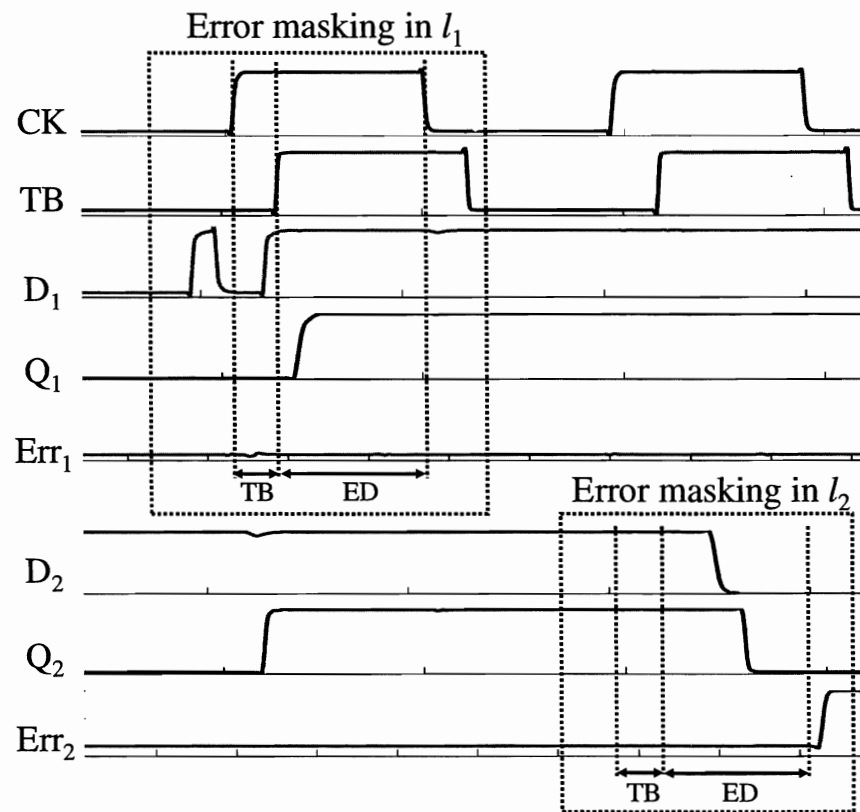 Error masking in l₁
CK
TB
D₁
Q₁
Err₁
TB ED
Error masking in l₂
D₂
Q₂
Err₂
TB ED